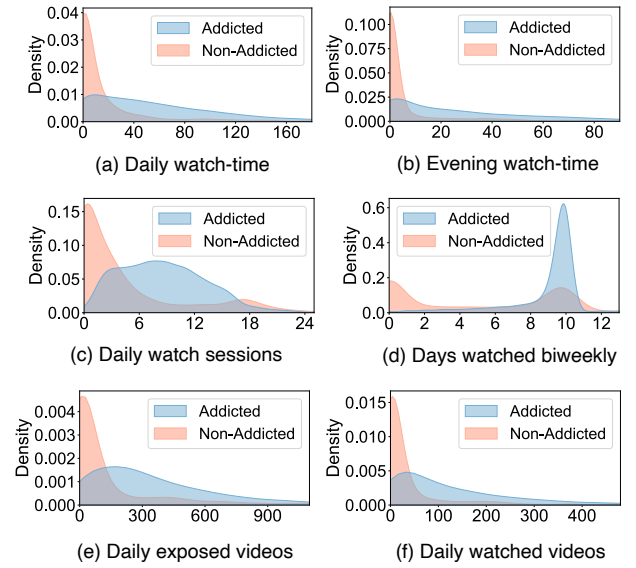 0.04
0.03
0.02
0.01
0.00
Density
Addicted
Non-Addicted
0 40 80 120 160
(a) Daily watch-time
0.100
0.075
0.050
0.025
0.000
Density
Addicted
Non-Addicted
0 20 40 60 80
(b) Evening watch-time
0.15
0.10
0.05
0.00
Density
Addicted
Non-Addicted
0 6 12 18 24
(c) Daily watch sessions
0.6
0.4
0.2
0.0
Density
Addicted
Non-Addicted
0 2 4 6 8 10 12
(d) Days watched biweekly
0.004
0.003
0.002
0.001
0.000
Density
Addicted
Non-Addicted
0 300 600 900
(e) Daily exposed videos
0.015
0.010
0.005
0.000
Density
Addicted
Non-Addicted
0 100 200 300 400
(f) Daily watched videos